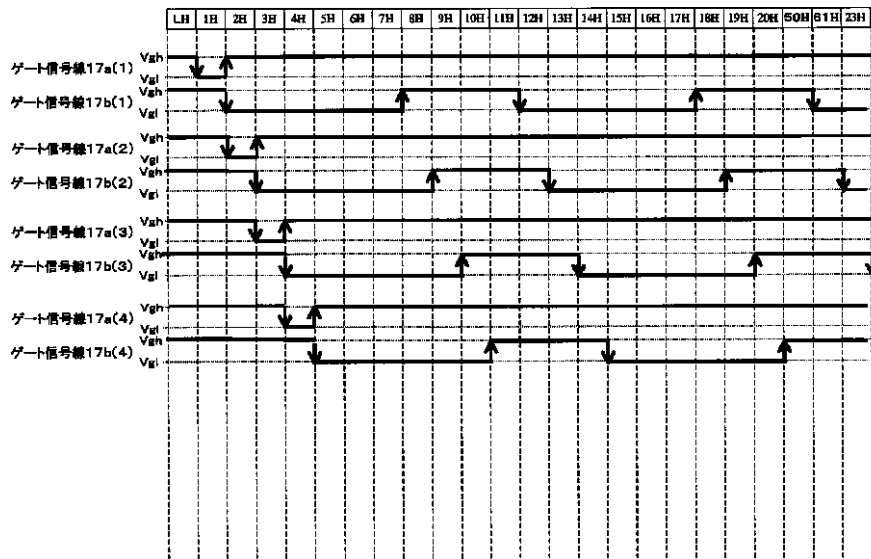 LH 1H 2H 3H 4H 5H 6H 7H 8H 9H 10H 11H 12H 13H 14H 15H 16H 17H 18H 19H 20H 50H 61H 23H
Vgh
ゲート信号線17a(1)
Vgl
Vgh
ゲート信号線17b(1)
Vgl
Vgh
ゲート信号線17a(2)
Vgl
Vgh
ゲート信号線17b(2)
Vgl
Vgh
ゲート信号線17a(3)
Vgl
Vgh
ゲート信号線17b(3)
Vgl
Vgh
ゲート信号線17a(4)
Vgl
Vgh
ゲート信号線17b(4)
Vgl